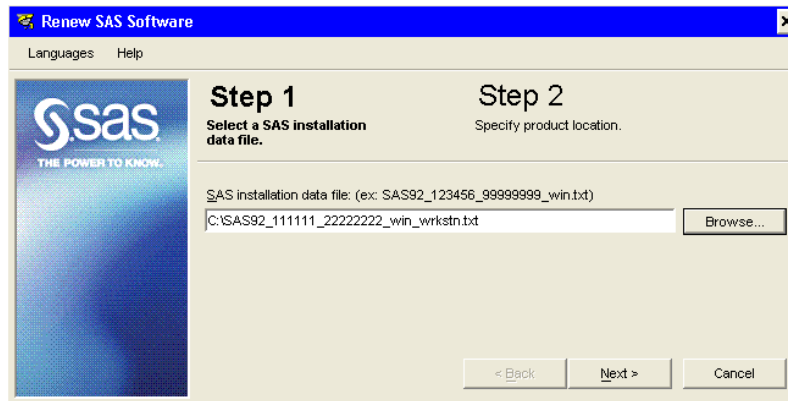 Renew SAS Software
Languages Help
sas
THE POWER TO KNOW.
Step 1
Select a SAS installation
data file.
Step 2
Specify product location.
SAS installation data file: (ex: SAS92_123456_99999999_win.txt)
C:\SAS92_111111_22222222_win_wrkstn.txt
Browse...
< Back
Next >
Cancel